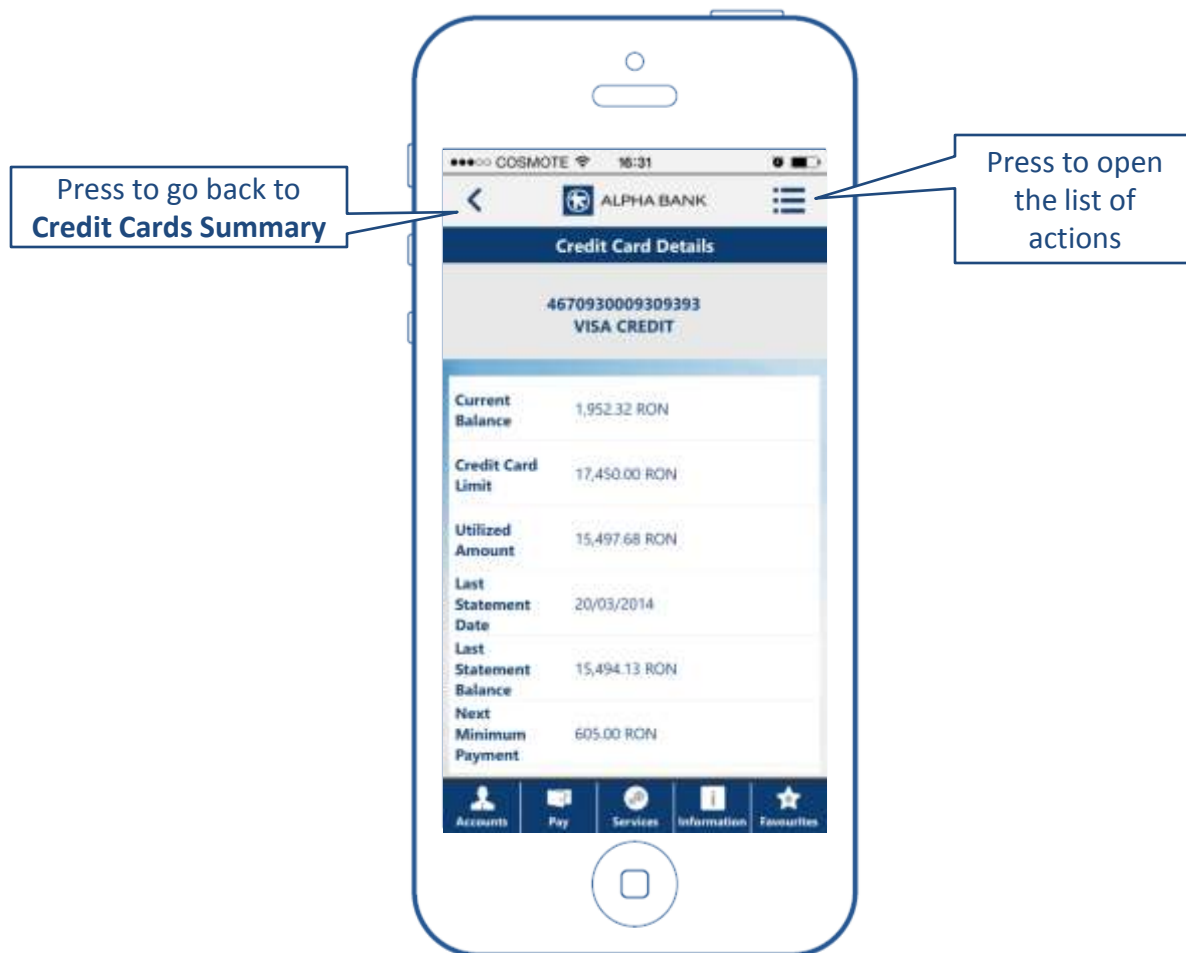 COSMOTE 16:31
ALPHA BANK
Press to go back to
Credit Cards Summary
Press to open
the list of
actions
Credit Card Details
4670930009309393
VISA CREDIT
Current
Balance
1,952.32 RON
Credit Card
Limit
17,450.00 RON
Utilized
Amount
15,497.68 RON
Last
Statement
Date
20/03/2014
Last
Statement
Balance
15,494.13 RON
Next
Minimum
Payment
605.00 RON
Accounts
Pay
Services
Information
Favourites